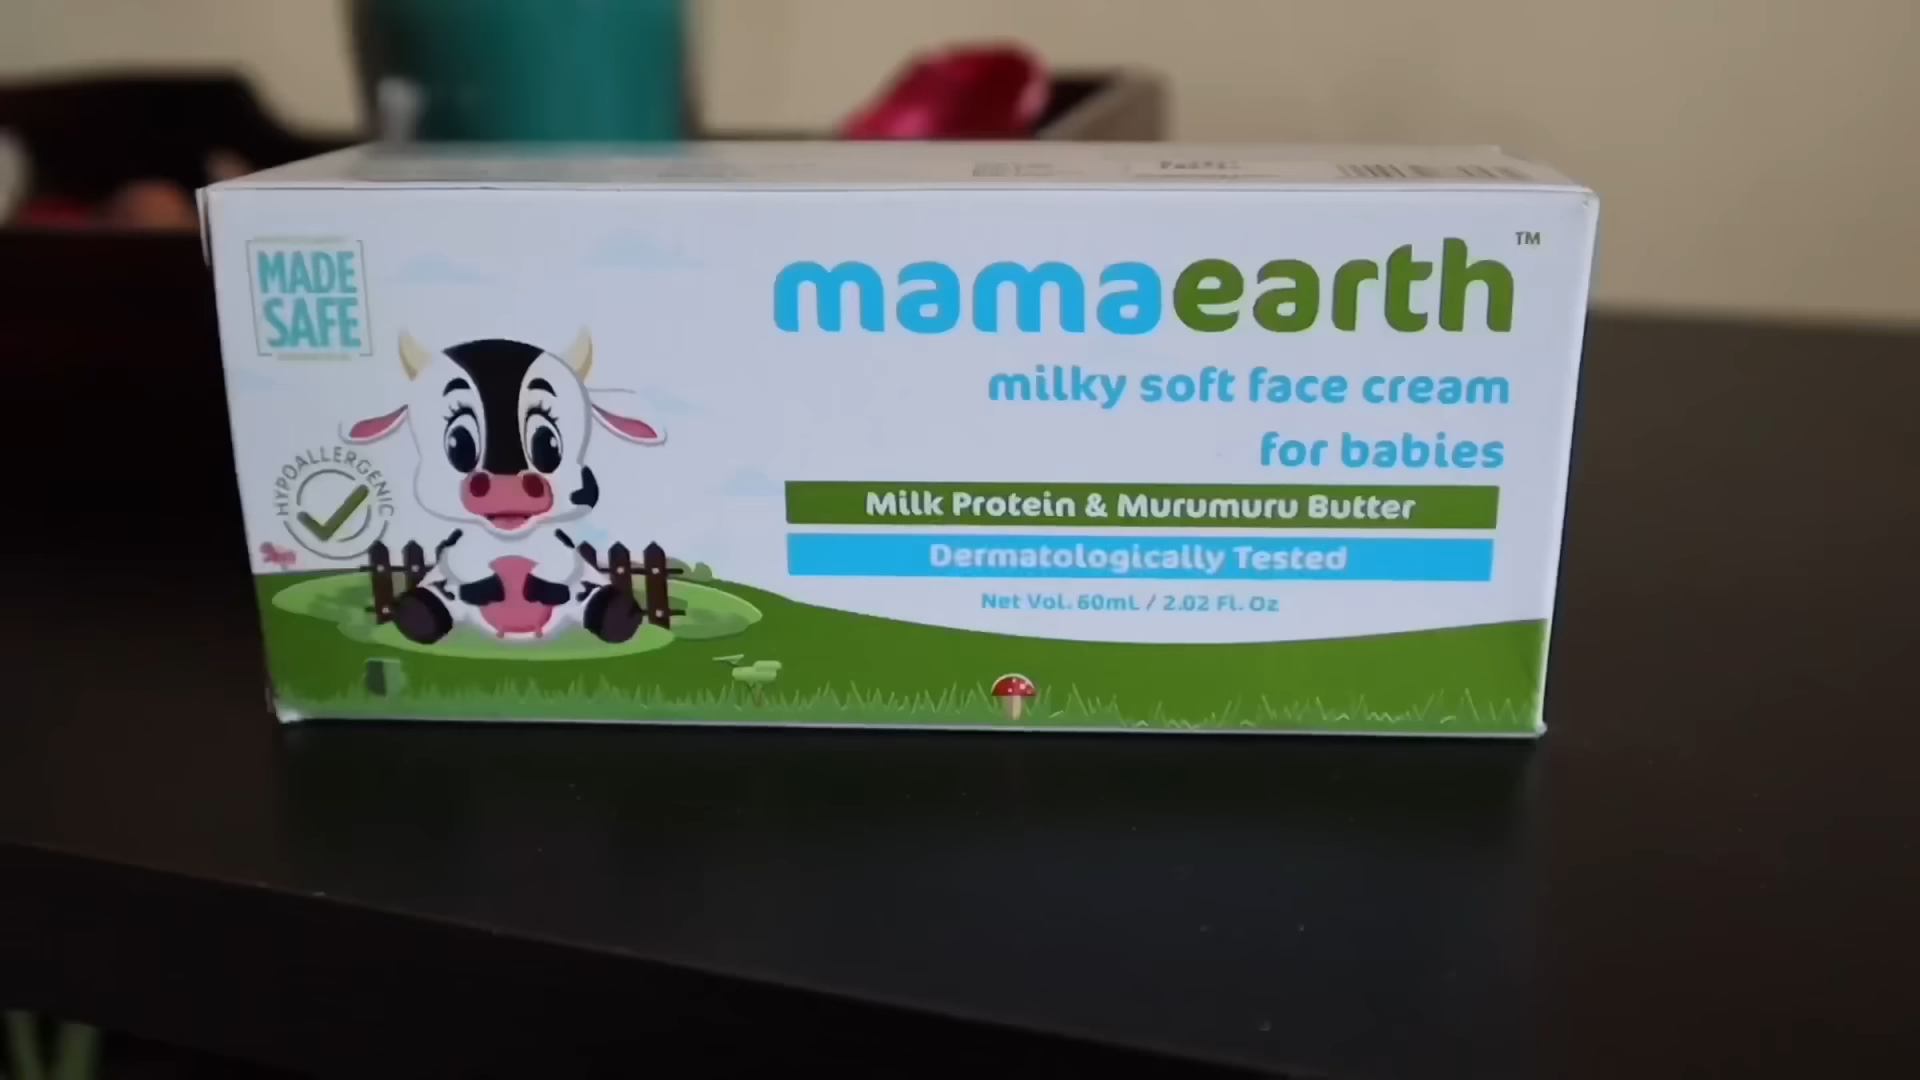 MADE
SAFE
HYPOALLERGENIC
mamaearth™
milky soft face cream
for babies
Milk Protein & Murumuru Butter
Dermatologically Tested
Net Vol. 60mL / 2.02 Fl. Oz